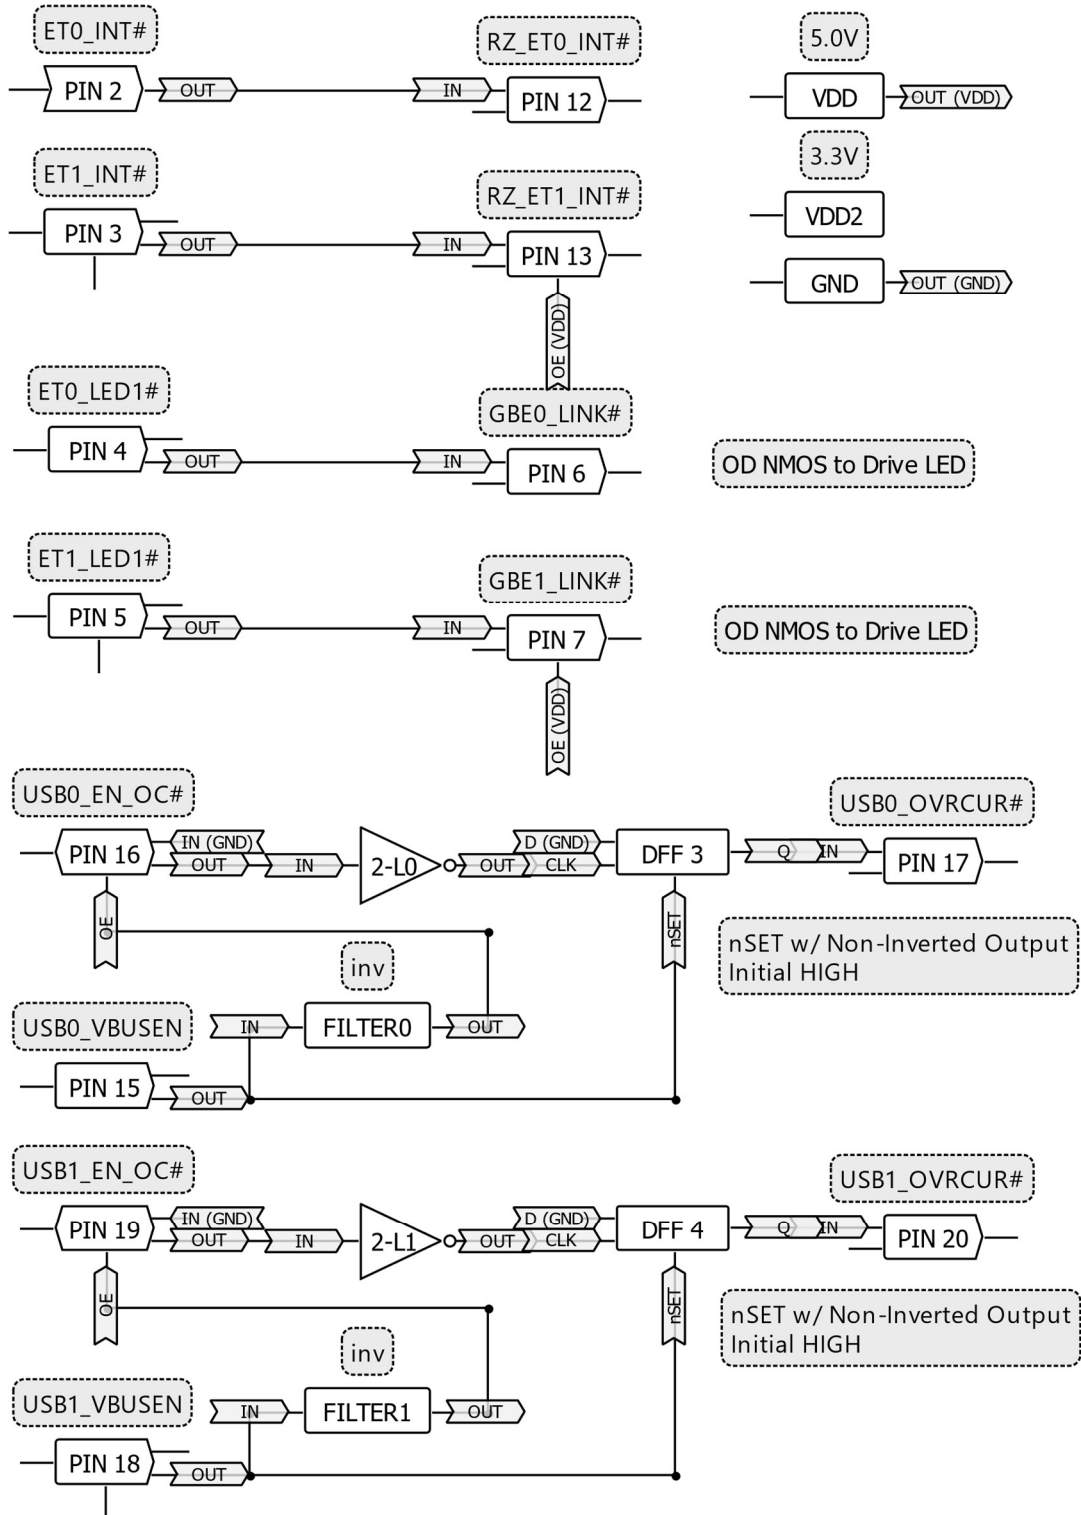 ET0_INT#
RZ_ET0_INT#
5.0V
PIN 2
OUT
IN
PIN 12
VDD
OUT (VDD)
ET1_INT#
RZ_ET1_INT#
3.3V
PIN 3
OUT
IN
PIN 13
VDD2
GND
OUT (GND)
OE (VDD)
ET0_LED1#
GBE0_LINK#
PIN 4
OUT
IN
PIN 6
OD NMOS to Drive LED
ET1_LED1#
GBE1_LINK#
PIN 5
OUT
IN
PIN 7
OD NMOS to Drive LED
OE (VDD)
USB0_EN_OC#
USB0_OVRCUR#
PIN 16
IN (GND)
OUT
IN
2-L0
OUT
D (GND)
CLK
DFF 3
Q
IN
PIN 17
OE
nSET
nSET w/ Non-Inverted Output
Initial HIGH
inv
USB0_VBUSEN
IN
FILTER0
OUT
PIN 15
OUT
USB1_EN_OC#
USB1_OVRCUR#
PIN 19
IN (GND)
OUT
IN
2-L1
OUT
D (GND)
CLK
DFF 4
Q
IN
PIN 20
OE
nSET
nSET w/ Non-Inverted Output
Initial HIGH
inv
USB1_VBUSEN
IN
FILTER1
OUT
PIN 18
OUT